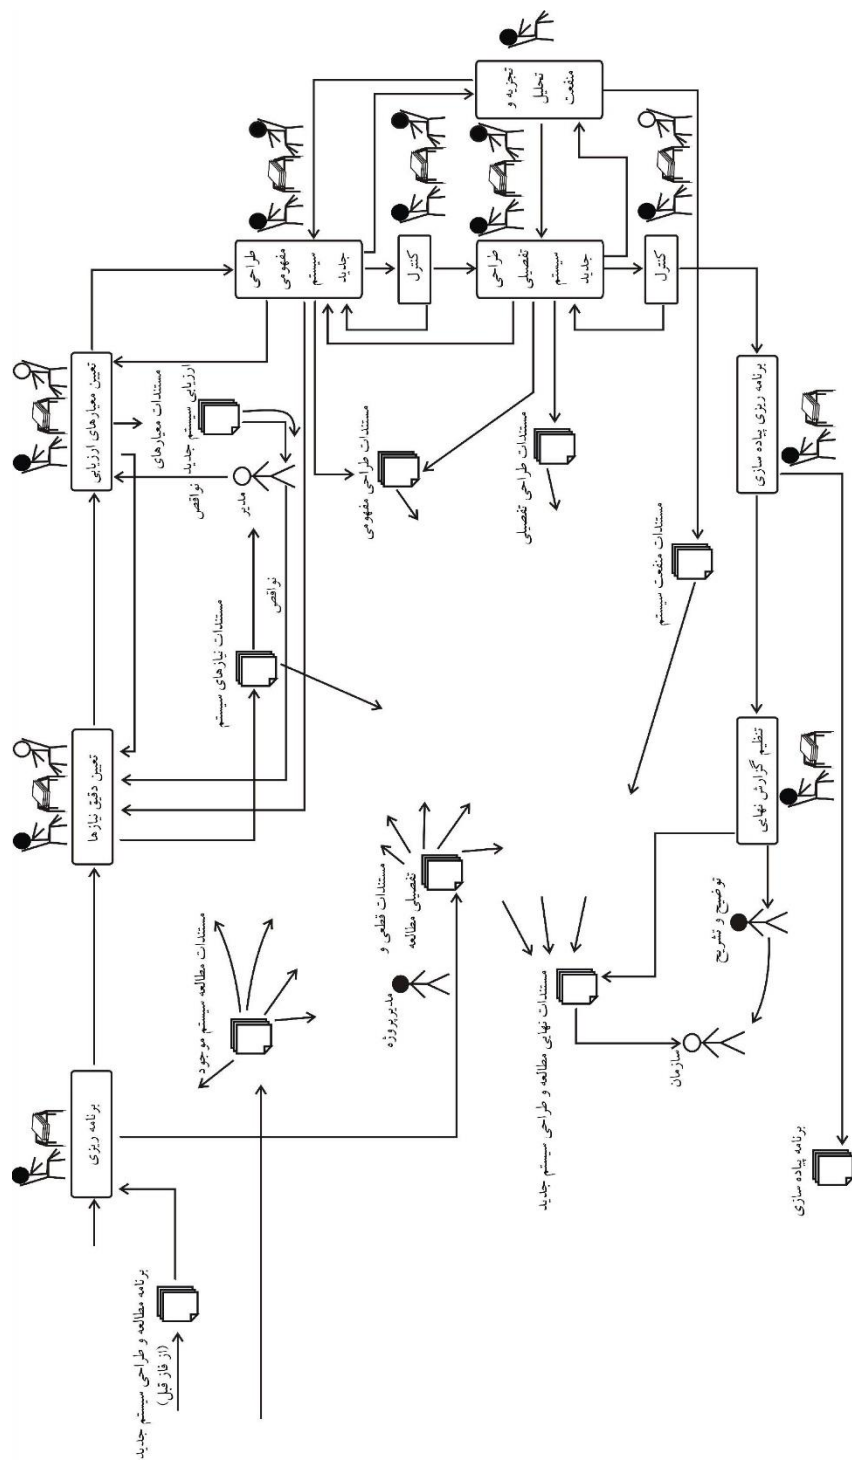 برنامه مطالعه و طراحی سیستم جدید
(از فاز قبل)
برنامه ریزی
مستندات مطالعه سیستم موجود
مدیرپروژه
مستندات قطعی و
تفصیلی مطالعه
تعیین دقیق نیازها
مستندات نیازهای سیستم
نواقص
مدیر
نواقص
تعیین معیارهای ارزیابی
مستندات معیارهای
ارزیابی سیستم جدید
طراحی
مفهومی
سیستم
جدید
کنترل
مستندات طراحی مفهومی
تجزیه و
تحلیل
منفعت
طراحی
تفصیلی
سیستم
جدید
کنترل
مستندات طراحی تفصیلی
مستندات منفعت سیستم
برنامه ریزی پیاده سازی
برنامه پیاده سازی
تنظیم گزارش نهایی
توضیح و تشریح
سازمان
مستندات نهایی مطالعه و طراحی سیستم جدید